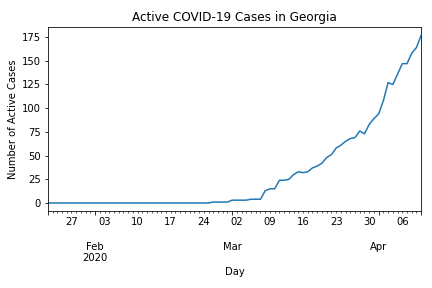 Active COVID-19 Cases in Georgia
Number of Active Cases
175
150
125
100
75
50
25
0
27 03 10 17 24 02 09 16 23 30 06
Feb Mar Apr
2020
Day